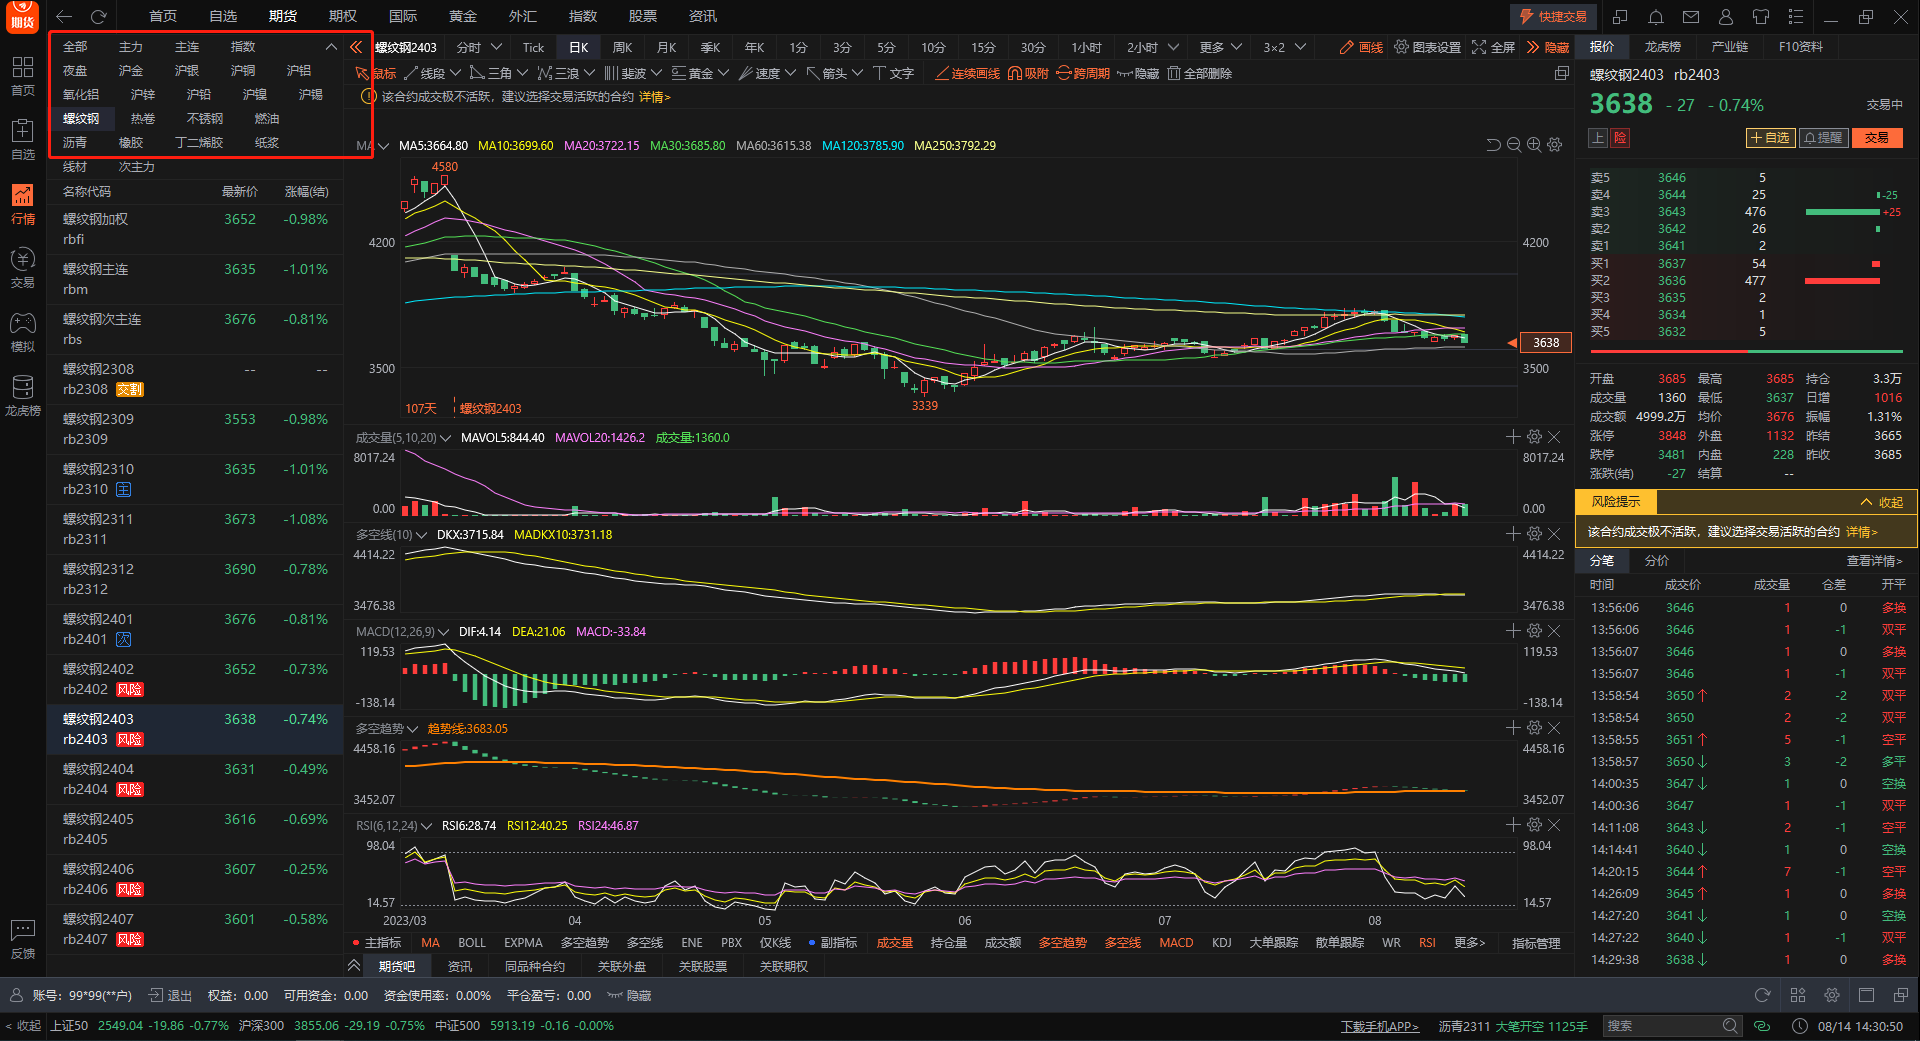 期货 首页 自选 期货 期权 国际 黄金 外汇 指数 股票 资讯 快捷交易
首页
自选
行情
交易
模拟
龙虎榜
反馈
全部 主力 主连 指数
夜盘 沪金 沪银 沪铜 沪铝
氧化铝 沪锌 沪铅 沪镍 沪锡
螺纹钢 热卷 不锈钢 燃油
沥青 橡胶 丁二烯胶 纸浆
线材 次主力
名称代码 最新价 涨幅(结)
螺纹钢加权 3652 -0.98%
rbfi
螺纹钢主连 3635 -1.01%
rbm
螺纹钢次主连 3676 -0.81%
rbs
螺纹钢2308 -- --
rb2308 交割
螺纹钢2309 3553 -0.98%
rb2309
螺纹钢2310 3635 -1.01%
rb2310 主
螺纹钢2311 3673 -1.08%
rb2311
螺纹钢2312 3690 -0.78%
rb2312
螺纹钢2401 3676 -0.81%
rb2401 次
螺纹钢2402 3652 -0.73%
rb2402 风险
螺纹钢2403 3638 -0.74%
rb2403 风险
螺纹钢2404 3631 -0.49%
rb2404 风险
螺纹钢2405 3616 -0.69%
rb2405
螺纹钢2406 3607 -0.25%
rb2406 风险
螺纹钢2407 3601 -0.58%
rb2407 风险
螺纹钢2403 分时 Tick 日K 周K 月K 季K 年K 1分 3分 5分 10分 15分 30分 1小时 2小时 更多 3×2 画线 图表设置 全屏 隐藏
鼠标 线段 三角 三浪 斐波 黄金 速度 箭头 文字 连续画线 吸附 跨周期 隐藏 全部删除
该合约成交极不活跃，建议选择交易活跃的合约 详情>
MA MA5:3664.80 MA10:3699.60 MA20:3722.15 MA30:3685.80 MA60:3615.38 MA120:3785.90 MA250:3792.29
4580
4200 4200
3638
3500 3500
3339
107天 螺纹钢2403
成交量(5,10,20) MAVOL5:844.40 MAVOL20:1426.2 成交量:1360.0
8017.24 8017.24
0.00 0.00
多空线(10) DKX:3715.84 MADKX10:3731.18
4414.22 4414.22
3476.38 3476.38
MACD(12,26,9) DIF:4.14 DEA:21.06 MACD:-33.84
119.53 119.53
-138.14 -138.14
多空趋势 趋势线:3683.05
4458.16 4458.16
3452.07 3452.07
RSI(6,12,24) RSI6:28.74 RSI12:40.25 RSI24:46.87
98.04 98.04
14.57 14.57
2023/03 04 05 06 07 08
主指标 MA BOLL EXPMA 多空趋势 多空线 ENE PBX 仅K线 副指标 成交量 持仓量 成交额 多空趋势 多空线 MACD KDJ 大单跟踪 散单跟踪 WR RSI 更多> 指标管理
期货吧 资讯 同品种合约 关联外盘 关联股票 关联期权
报价 龙虎榜 产业链 F10资料
螺纹钢2403 rb2403
3638 -27 -0.74% 交易中
上 险 +自选 提醒 交易
卖5 3646 5
卖4 3644 25 -25
卖3 3643 476 +25
卖2 3642 26
卖1 3641 2
买1 3637 54
买2 3636 477
买3 3635 2
买4 3634 1
买5 3632 5
开盘 3685 最高 3685 持仓 3.3万
成交量 1360 最低 3637 日增 1016
成交额 4999.2万 均价 3676 振幅 1.31%
涨停 3848 外盘 1132 昨结 3665
跌停 3481 内盘 228 昨收 3685
涨跌(结) -27 结算 --
风险提示 收起
该合约成交极不活跃，建议选择交易活跃的合约 详情>
分笔 分价 查看详情>
时间 成交价 成交量 仓差 开平
13:56:06 3646 1 0 多换
13:56:06 3646 1 -1 双平
13:56:07 3646 1 0 多换
13:56:07 3646 1 -1 双平
13:58:54 3650↑ 2 -2 双平
13:58:54 3650 2 -2 双平
13:58:55 3651↑ 5 -1 空平
13:58:57 3650↓ 3 -2 多平
14:00:35 3647↓ 1 0 空换
14:00:36 3647 1 -1 双平
14:11:08 3643↓ 2 -1 空平
14:14:41 3640↓ 1 0 空换
14:20:15 3644↑ 7 -1 空平
14:26:09 3645↑ 1 0 多换
14:27:20 3641↓ 1 0 空换
14:27:22 3640↓ 1 -1 双平
14:29:38 3638↓ 1 0 多换
账号：99*99(**户) 退出 权益：0.00 可用资金：0.00 资金使用率：0.00% 平仓盈亏：0.00 隐藏
< 收起 上证50 2549.04 -19.86 -0.77% 沪深300 3855.06 -29.19 -0.75% 中证500 5913.19 -0.16 -0.00% 下载手机APP> 沥青2311 大笔开空 1125手 搜索 08/14 14:30:50